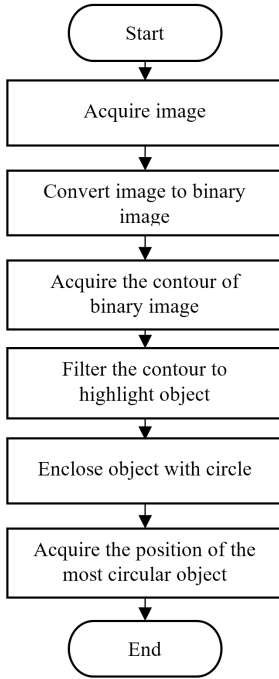 Start
Acquire image
Convert image to binary
image
Acquire the contour of
binary image
Filter the contour to
highlight object
Enclose object with circle
Acquire the position of the
most circular object
End